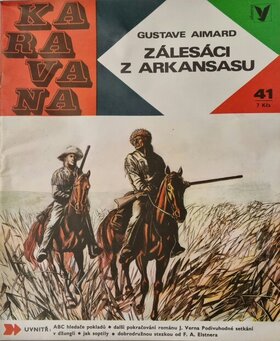 KA
RA
VA
NA
GUSTAVE AIMARD
ZÁLESÁCI
Z ARKANSASU
41
7 Kčs
UVNITŘ
ABC hledače pokladů ♦ další pokračování románu J. Verna Podivuhodné setkání
v džungli ♦ jak soptily ♦ dobrodružnou stezkou od F. A. Elstnera